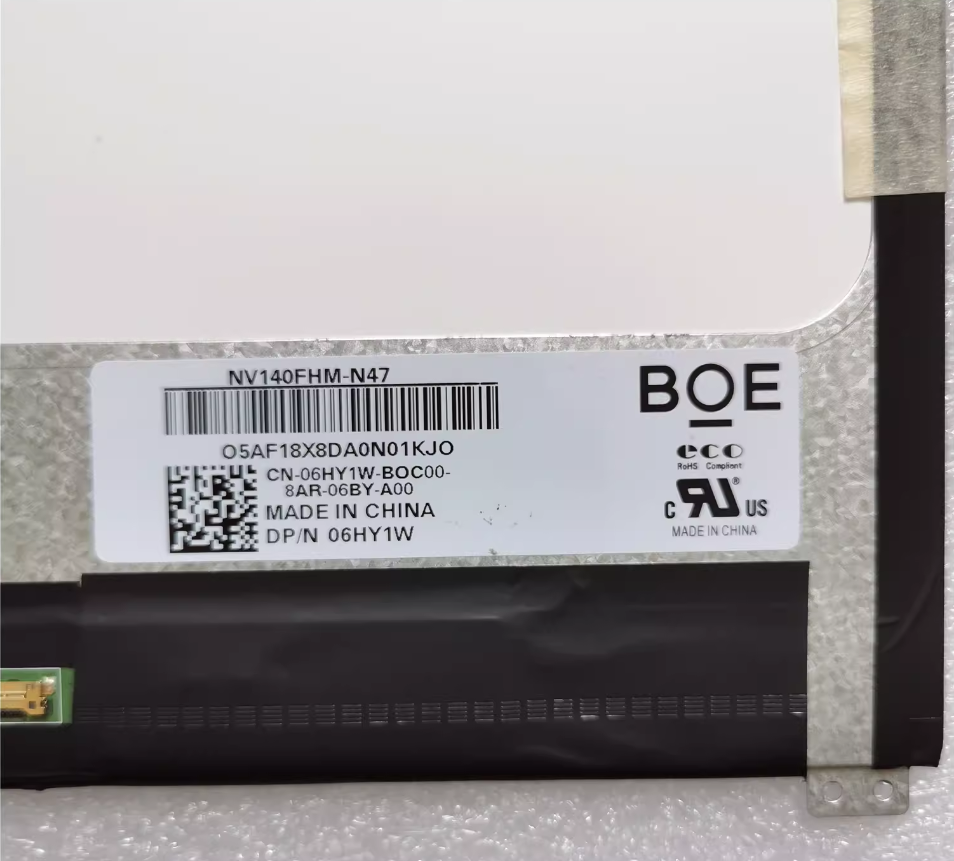 NV140FHM-N47
O5AF18X8DA0N01KJO
CN-06HY1W-BOC00-
8AR-06BY-A00
MADE IN CHINA
DP/N 06HY1W
BOE
eco
RoHS Compliant
C RU ® US
MADE IN CHINA